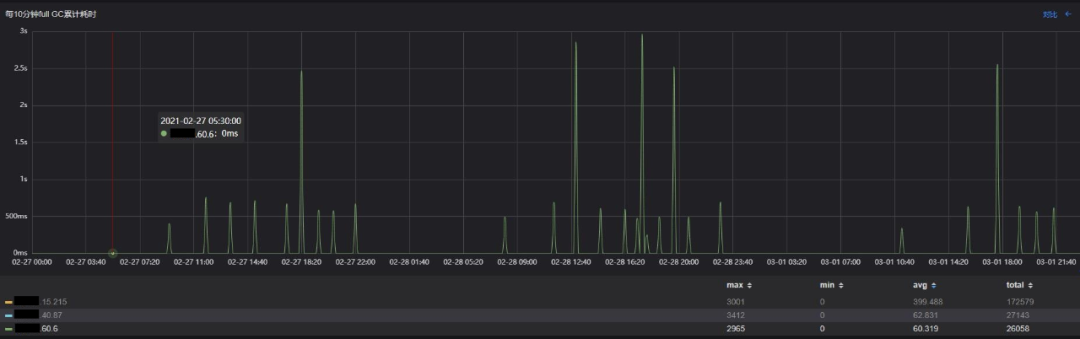 每10分钟full GC累计耗时
对比 ←
3s
2.5s
2s
1.5s
1s
500ms
0ms
2021-02-27 05:30:00
.60.6: 0ms
02-27 00:00 02-27 03:40 02-27 07:20 02-27 11:00 02-27 14:40 02-27 18:20 02-27 22:00 02-28 01:40 02-28 05:20 02-28 09:00 02-28 12:40 02-28 16:20 02-28 20:00 02-28 23:40 03-01 03:20 03-01 07:00 03-01 10:40 03-01 14:20 03-01 18:00 03-01 21:40
max min avg total
15.215 3001 0 399.488 172579
40.87 3412 0 62.831 27143
.60.6 2965 0 60.319 26058